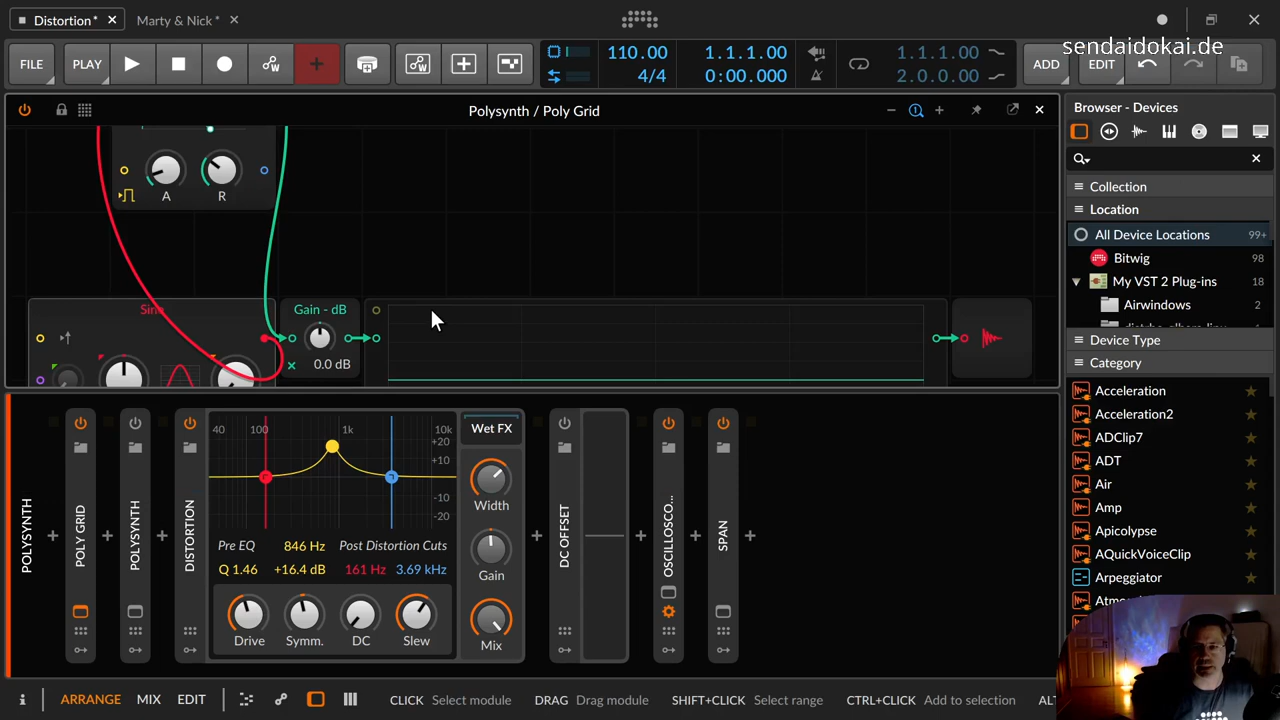 Distortion*
Marty & Nick*
sendaidokai.de
FILE
PLAY
110.00
4/4
1.1.1.00
0:00.000
1.1.1.00
2.0.0.00
ADD
EDIT
Polysynth / Poly Grid
Browser - Devices
A
R
Sine
Gain - dB
0.0 dB
Collection
Location
All Device Locations 99+
Bitwig 98
My VST 2 Plug-ins 18
Airwindows 2
Device Type
Category
Acceleration
Acceleration2
ADClip7
ADT
Air
Amp
Apicolypse
AQuickVoiceClip
Arpeggiator
POLYSYNTH
POLY GRID
POLYSYNTH
DISTORTION
40 100 1k 10k
+20
+10
-10
-20
Pre EQ 846 Hz Post Distortion Cuts
Q 1.46 +16.4 dB 161 Hz 3.69 kHz
Drive Symm. DC Slew
Wet FX
Width
Gain
Mix
DC OFFSET
OSCILLOSCO...
SPAN
ARRANGE MIX EDIT
CLICK Select module DRAG Drag module SHIFT+CLICK Select range CTRL+CLICK Add to selection